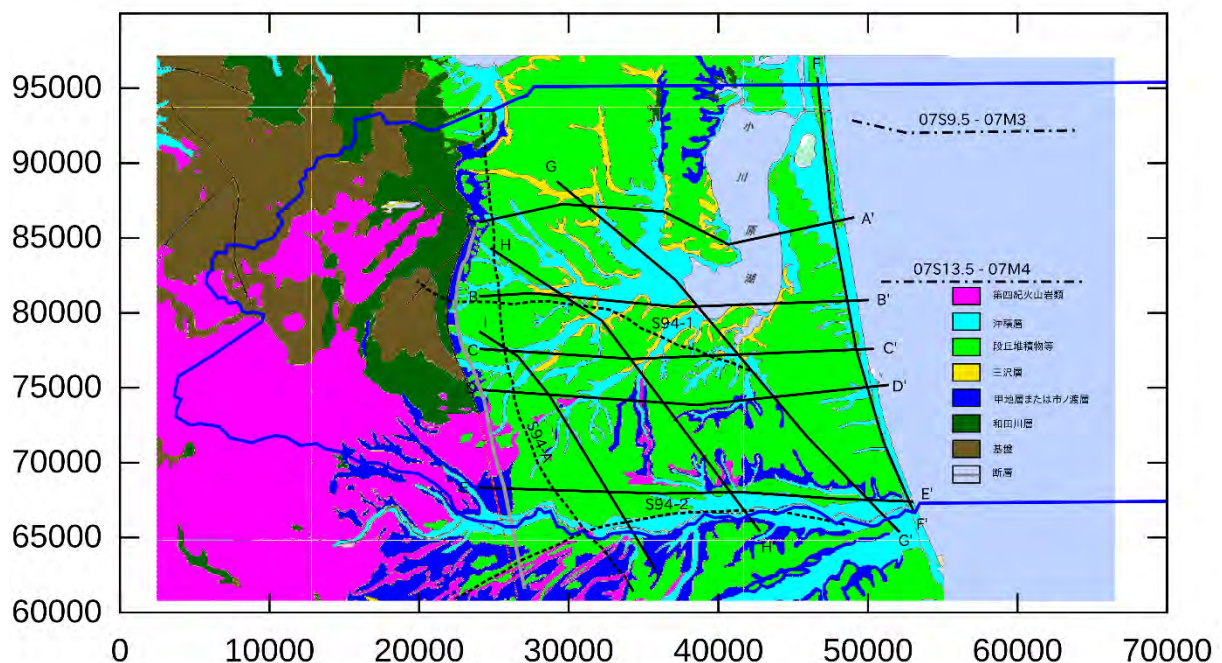 95000
90000
85000
80000
75000
70000
65000
60000
0
10000
20000
30000
40000
50000
60000
70000
F
小
川
原
湖
07S9.5 - 07M3
G
A'
H
07S13.5 - 07M4
B
B'
S94-1
I
C
C'
D'
S94-2
E
E'
F'
G'
H'
第四紀火山岩類
沖積層
段丘堆積物等
三沢層
甲地層または市ノ渡層
和田川層
基盤
断層